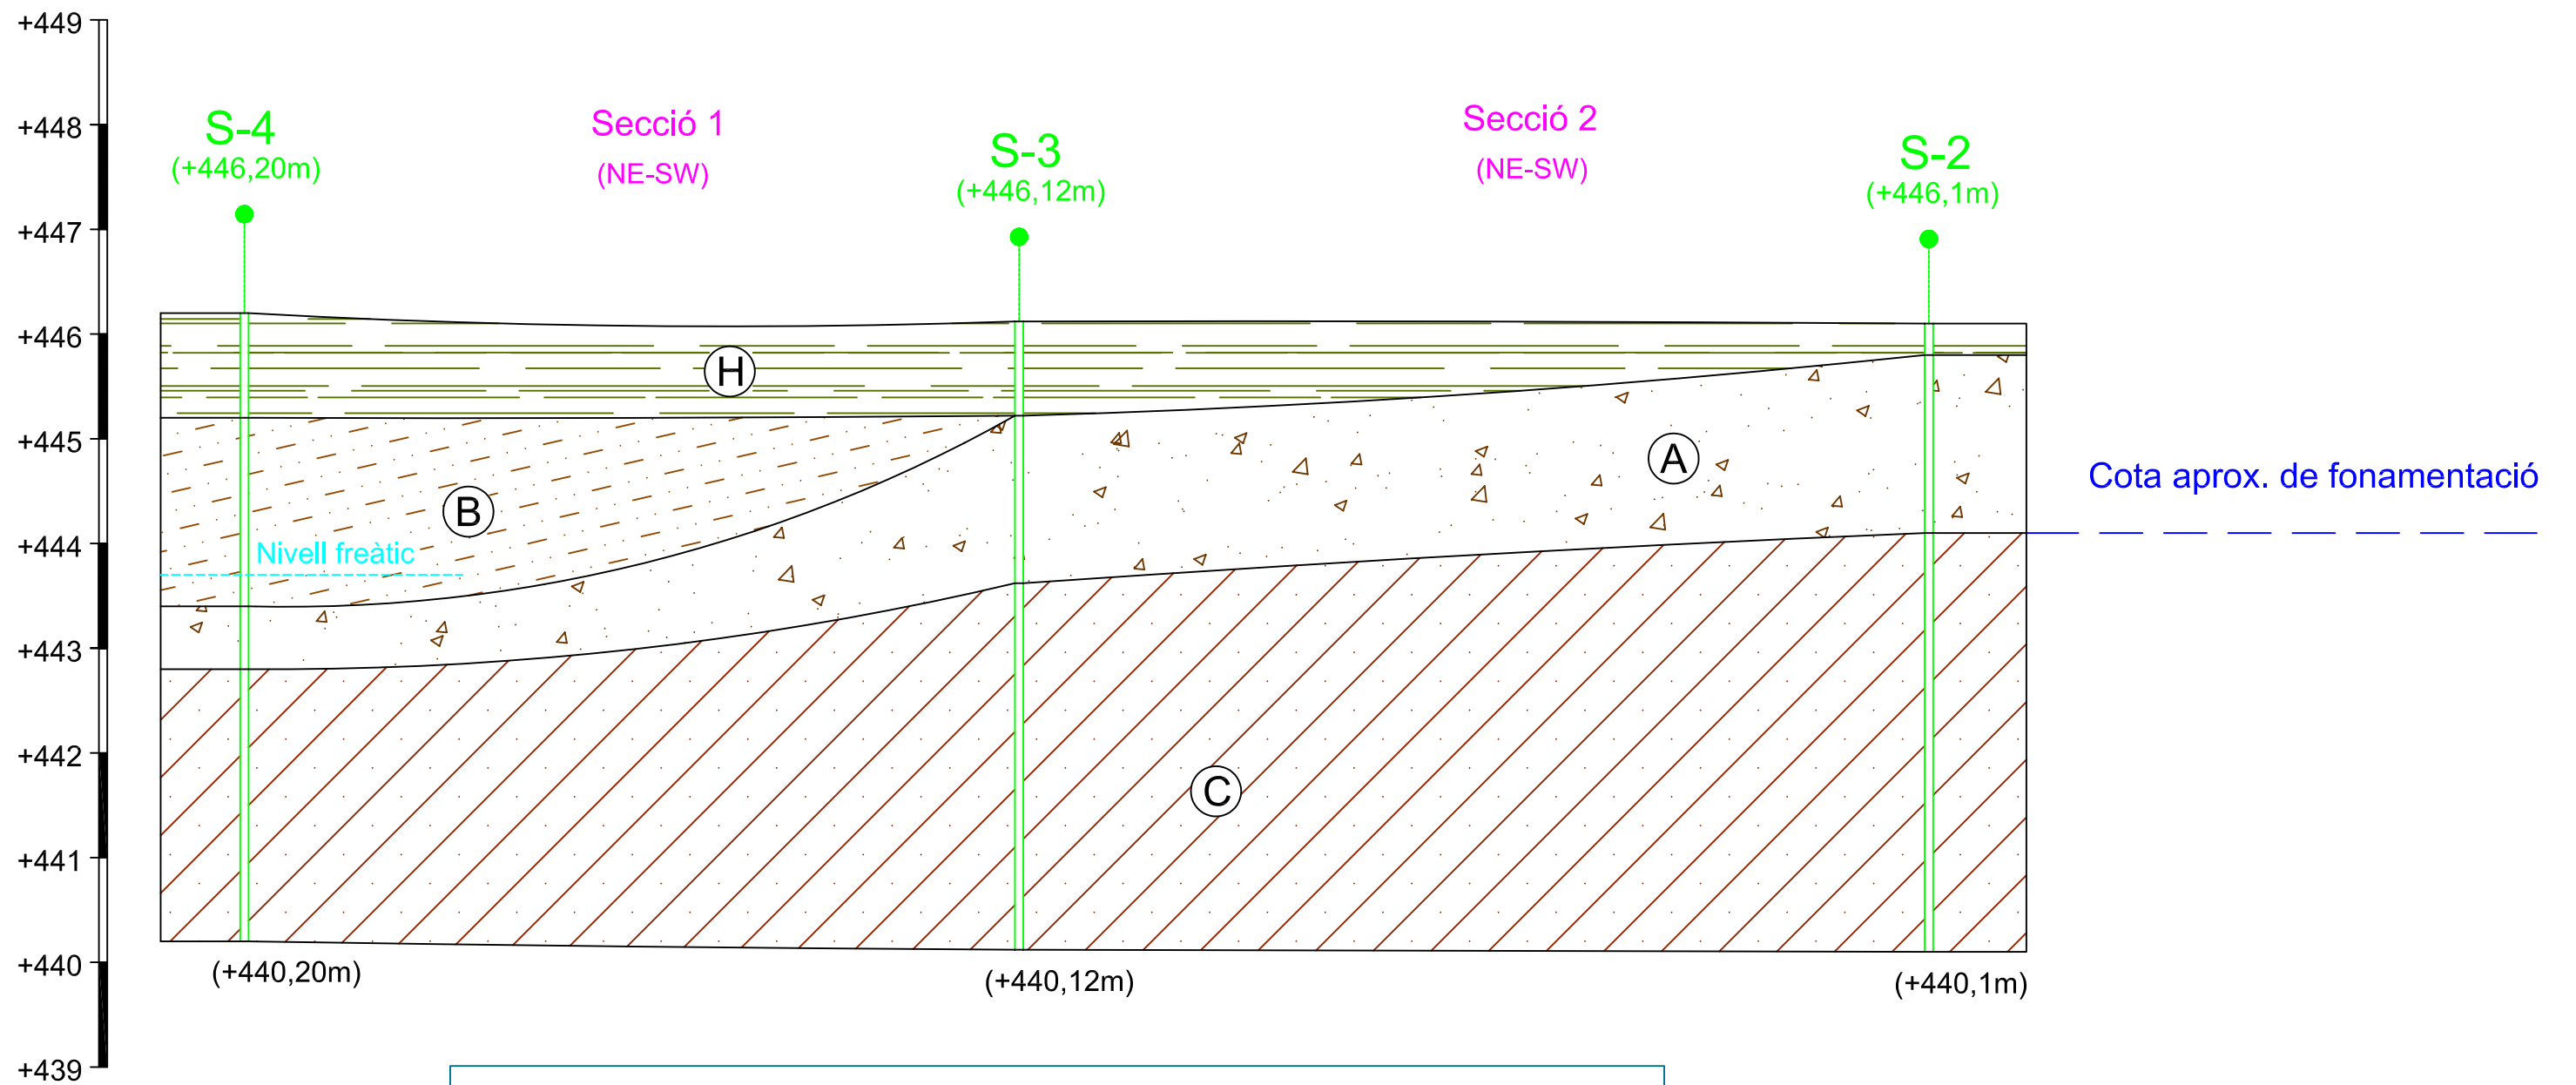 +449
+448
+447
+446
+445
+444
+443
+442
+441
+440
+439
S-4
(+446,20m)
Secció 1
(NE-SW)
S-3
(+446,12m)
Secció 2
(NE-SW)
S-2
(+446,1m)
H
A
B
Cota aprox. de fonamentació
Nivell freàtic
C
(+440,20m)
(+440,12m)
(+440,1m)